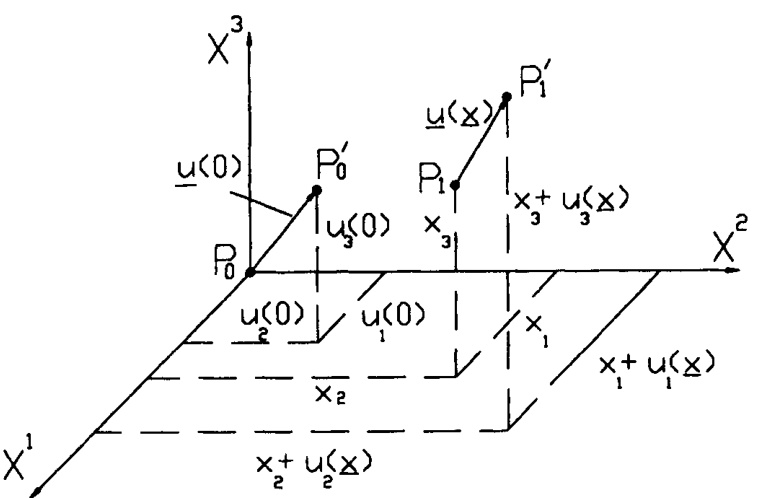 X³
P₁′
u(x)
P₀′
u(0)
P₁
x₃
x₃+ u₃(x)
u₃(0)
X²
P₀
u₂(0)
u₁(0)
x₁
x₁+ u₁(x)
x₂
X¹
x₂+ u₂(x)